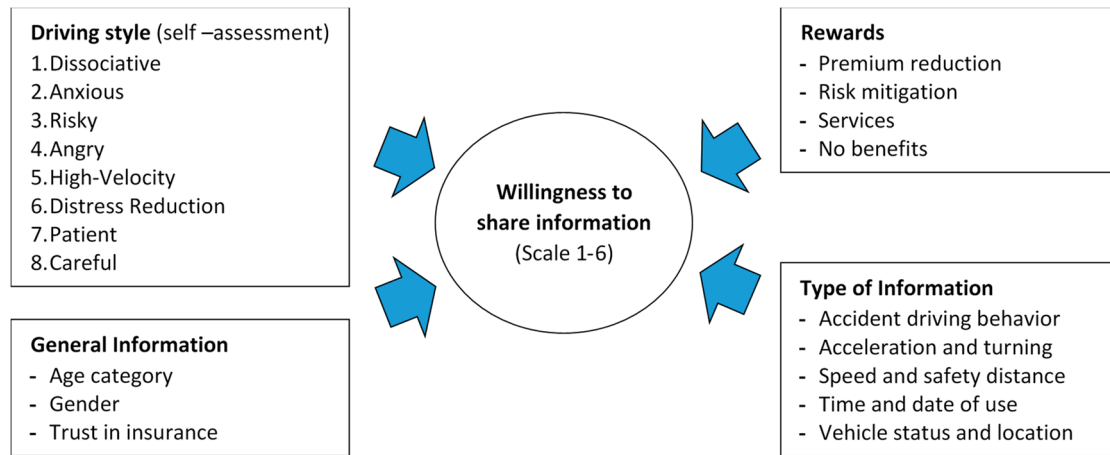 Driving style (self –assessment)
1.Dissociative
2.Anxious
3.Risky
4.Angry
5.High-Velocity
6.Distress Reduction
7.Patient
8.Careful
General Information
- Age category
- Gender
- Trust in insurance
Willingness to
share information
(Scale 1-6)
Rewards
- Premium reduction
- Risk mitigation
- Services
- No benefits
Type of Information
- Accident driving behavior
- Acceleration and turning
- Speed and safety distance
- Time and date of use
- Vehicle status and location